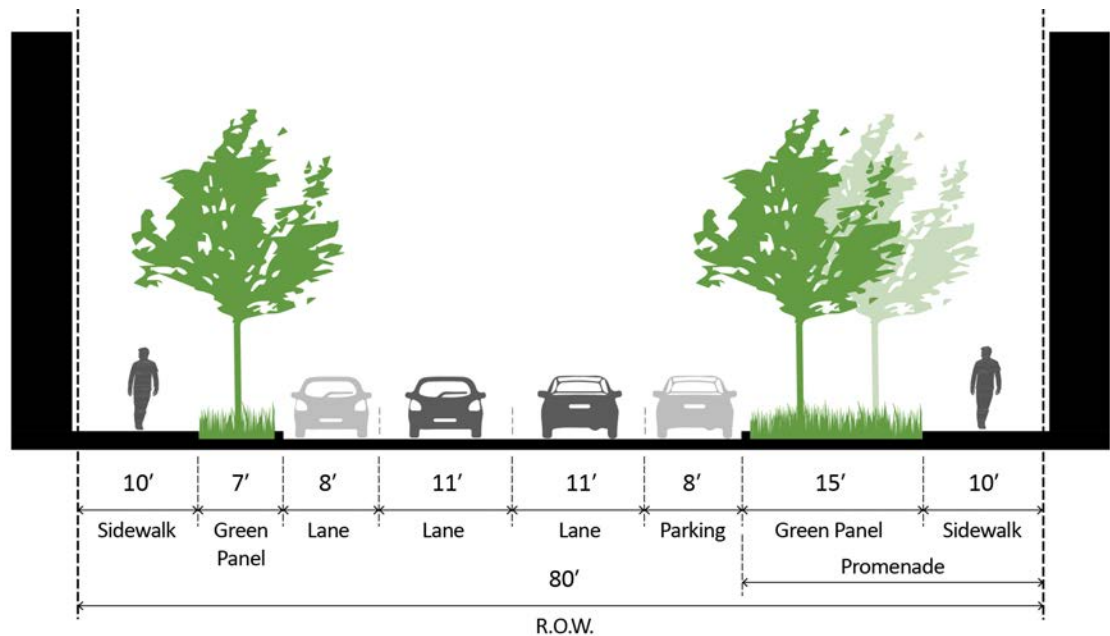 10’ 7’ 8’ 11’ 11’ 8’ 15’ 10’
Sidewalk Green Lane Lane Lane Parking Green Panel Sidewalk
Panel
Promenade
80’
R.O.W.